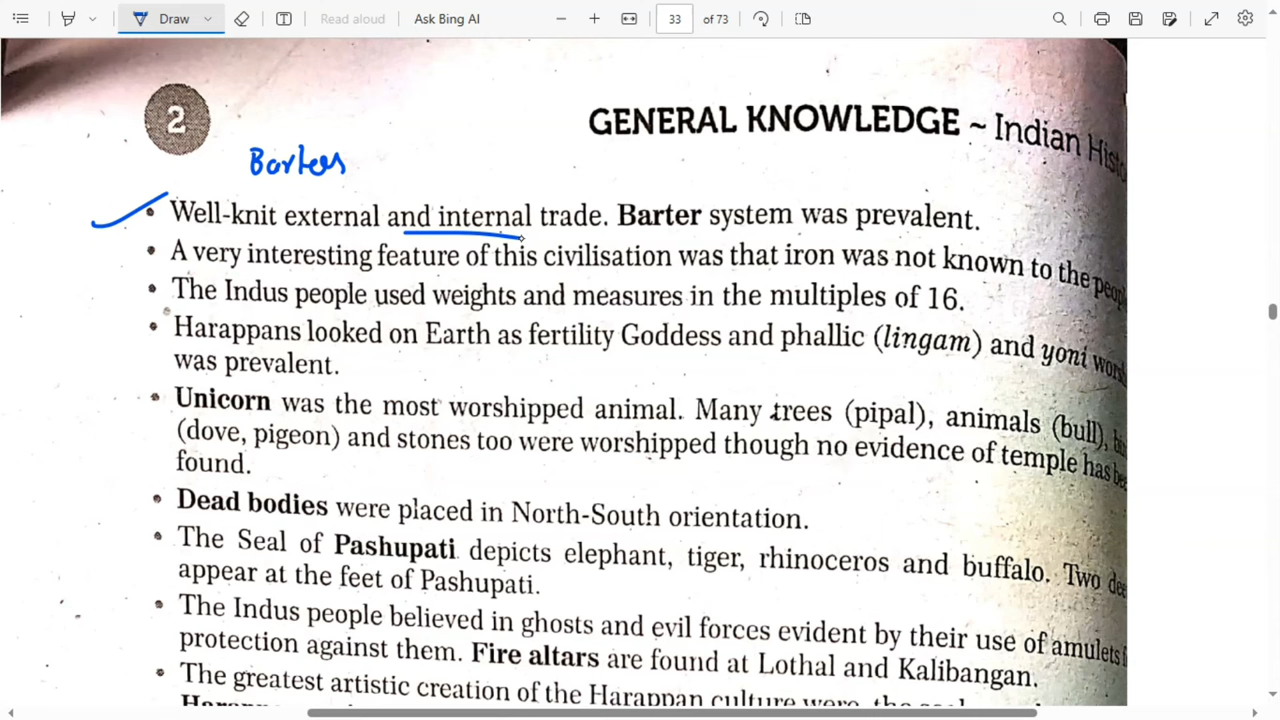 Draw
Read aloud
Ask Bing AI
33
of 73
2
GENERAL KNOWLEDGE ~ Indian
Barters
• Well-knit external and internal trade. Barter system was prevalent.
• A very interesting feature of this civilisation was that iron was not known to the
• The Indus people used weights and measures in the multiples of 16.
• Harappans looked on Earth as fertility Goddess and phallic (lingam) and yoni
was prevalent.
• Unicorn was the most worshipped animal. Many trees (pipal), animals (bull),
(dove, pigeon) and stones too were worshipped though no evidence of temple has
found.
• Dead bodies were placed in North-South orientation.
• The Seal of Pashupati depicts elephant, tiger, rhinoceros and buffalo. Two
appear at the feet of Pashupati.
• The Indus people believed in ghosts and evil forces evident by their use of amulets
protection against them. Fire altars are found at Lothal and Kalibangan.
• The greatest artistic creation of the Harappan culture were